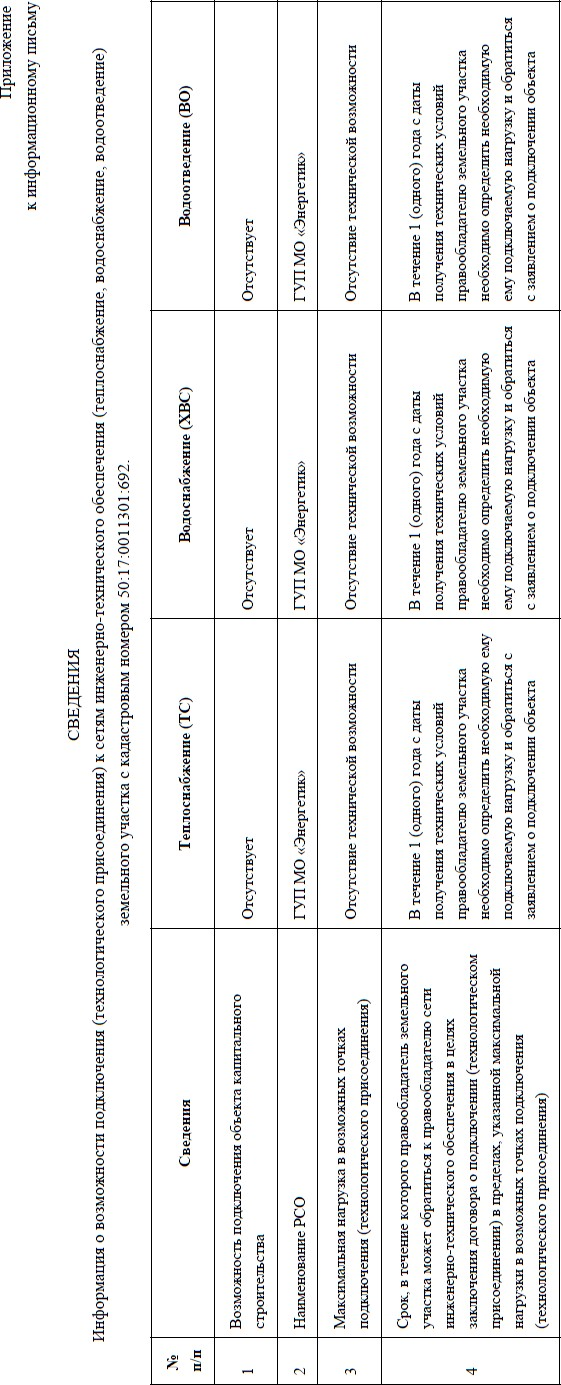 Приложение
к информационному письму
СВЕДЕНИЯ
Информация о возможности подключения (технологического присоединения) к сетям инженерно-технического обеспечения (теплоснабжение, водоснабжение, водоотведение)
земельного участка с кадастровым номером 50:17:0011301:692.
№
п/п
Сведения
Теплоснабжение (ТС)
Водоснабжение (ХВС)
Водоотведение (ВО)
1
Возможность подключения объекта капитального
строительства
Отсутствует
Отсутствует
Отсутствует
2
Наименование РСО
ГУП МО «Энергетик»
ГУП МО «Энергетик»
ГУП МО «Энергетик»
3
Максимальная нагрузка в возможных точках
подключения (технологического присоединения)
Отсутствие технической возможности
Отсутствие технической возможности
Отсутствие технической возможности
4
Срок, в течение которого правообладатель земельного
участка может обратиться к правообладателю сети
инженерно-технического обеспечения в целях
заключения договора о подключении (технологическом
присоединении) в пределах, указанной максимальной
нагрузки в возможных точках подключения
(технологического присоединения)
В течение 1 (одного) года с даты
получения технических условий
правообладателю земельного участка
необходимо определить необходимую ему
подключаемую нагрузку и обратиться с
заявлением о подключении объекта
В течение 1 (одного) года с даты
получения технических условий
правообладателю земельного участка
необходимо определить необходимую
ему подключаемую нагрузку и обратиться
с заявлением о подключении объекта
В течение 1 (одного) года с даты
получения технических условий
правообладателю земельного участка
необходимо определить необходимую
ему подключаемую нагрузку и обратиться
с заявлением о подключении объекта